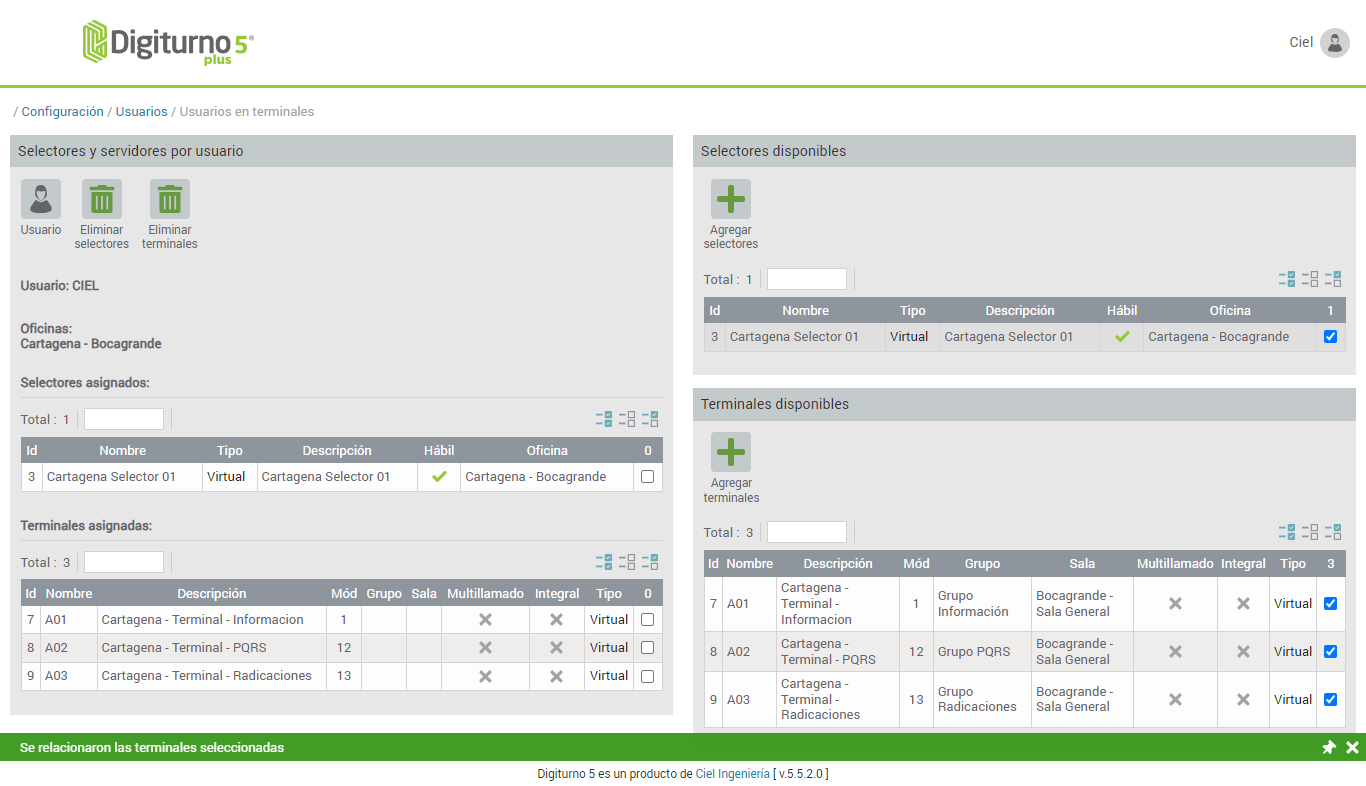 Digiturno 5®
plus
Ciel
/ Configuración / Usuarios / Usuarios en terminales
Selectores y servidores por usuario
Usuario
Eliminar selectores
Eliminar terminales
Usuario: CIEL
Oficinas:
Cartagena - Bocagrande
Selectores asignados:
Total : 1
Id Nombre Tipo Descripción Hábil Oficina 0
3 Cartagena Selector 01 Virtual Cartagena Selector 01 Cartagena - Bocagrande
Terminales asignadas:
Total : 3
Id Nombre Descripción Mód Grupo Sala Multillamado Integral Tipo 0
7 A01 Cartagena - Terminal - Informacion 1 Virtual
8 A02 Cartagena - Terminal - PQRS 12 Virtual
9 A03 Cartagena - Terminal - Radicaciones 13 Virtual
Selectores disponibles
Agregar selectores
Total : 1
Id Nombre Tipo Descripción Hábil Oficina 1
3 Cartagena Selector 01 Virtual Cartagena Selector 01 Cartagena - Bocagrande
Terminales disponibles
Agregar terminales
Total : 3
Id Nombre Descripción Mód Grupo Sala Multillamado Integral Tipo 3
7 A01 Cartagena - Terminal - Informacion 1 Grupo Información Bocagrande - Sala General Virtual
8 A02 Cartagena - Terminal - PQRS 12 Grupo PQRS Bocagrande - Sala General Virtual
9 A03 Cartagena - Terminal - Radicaciones 13 Grupo Radicaciones Bocagrande - Sala General Virtual
Se relacionaron las terminales seleccionadas
Digiturno 5 es un producto de Ciel Ingeniería [ v.5.5.2.0 ]